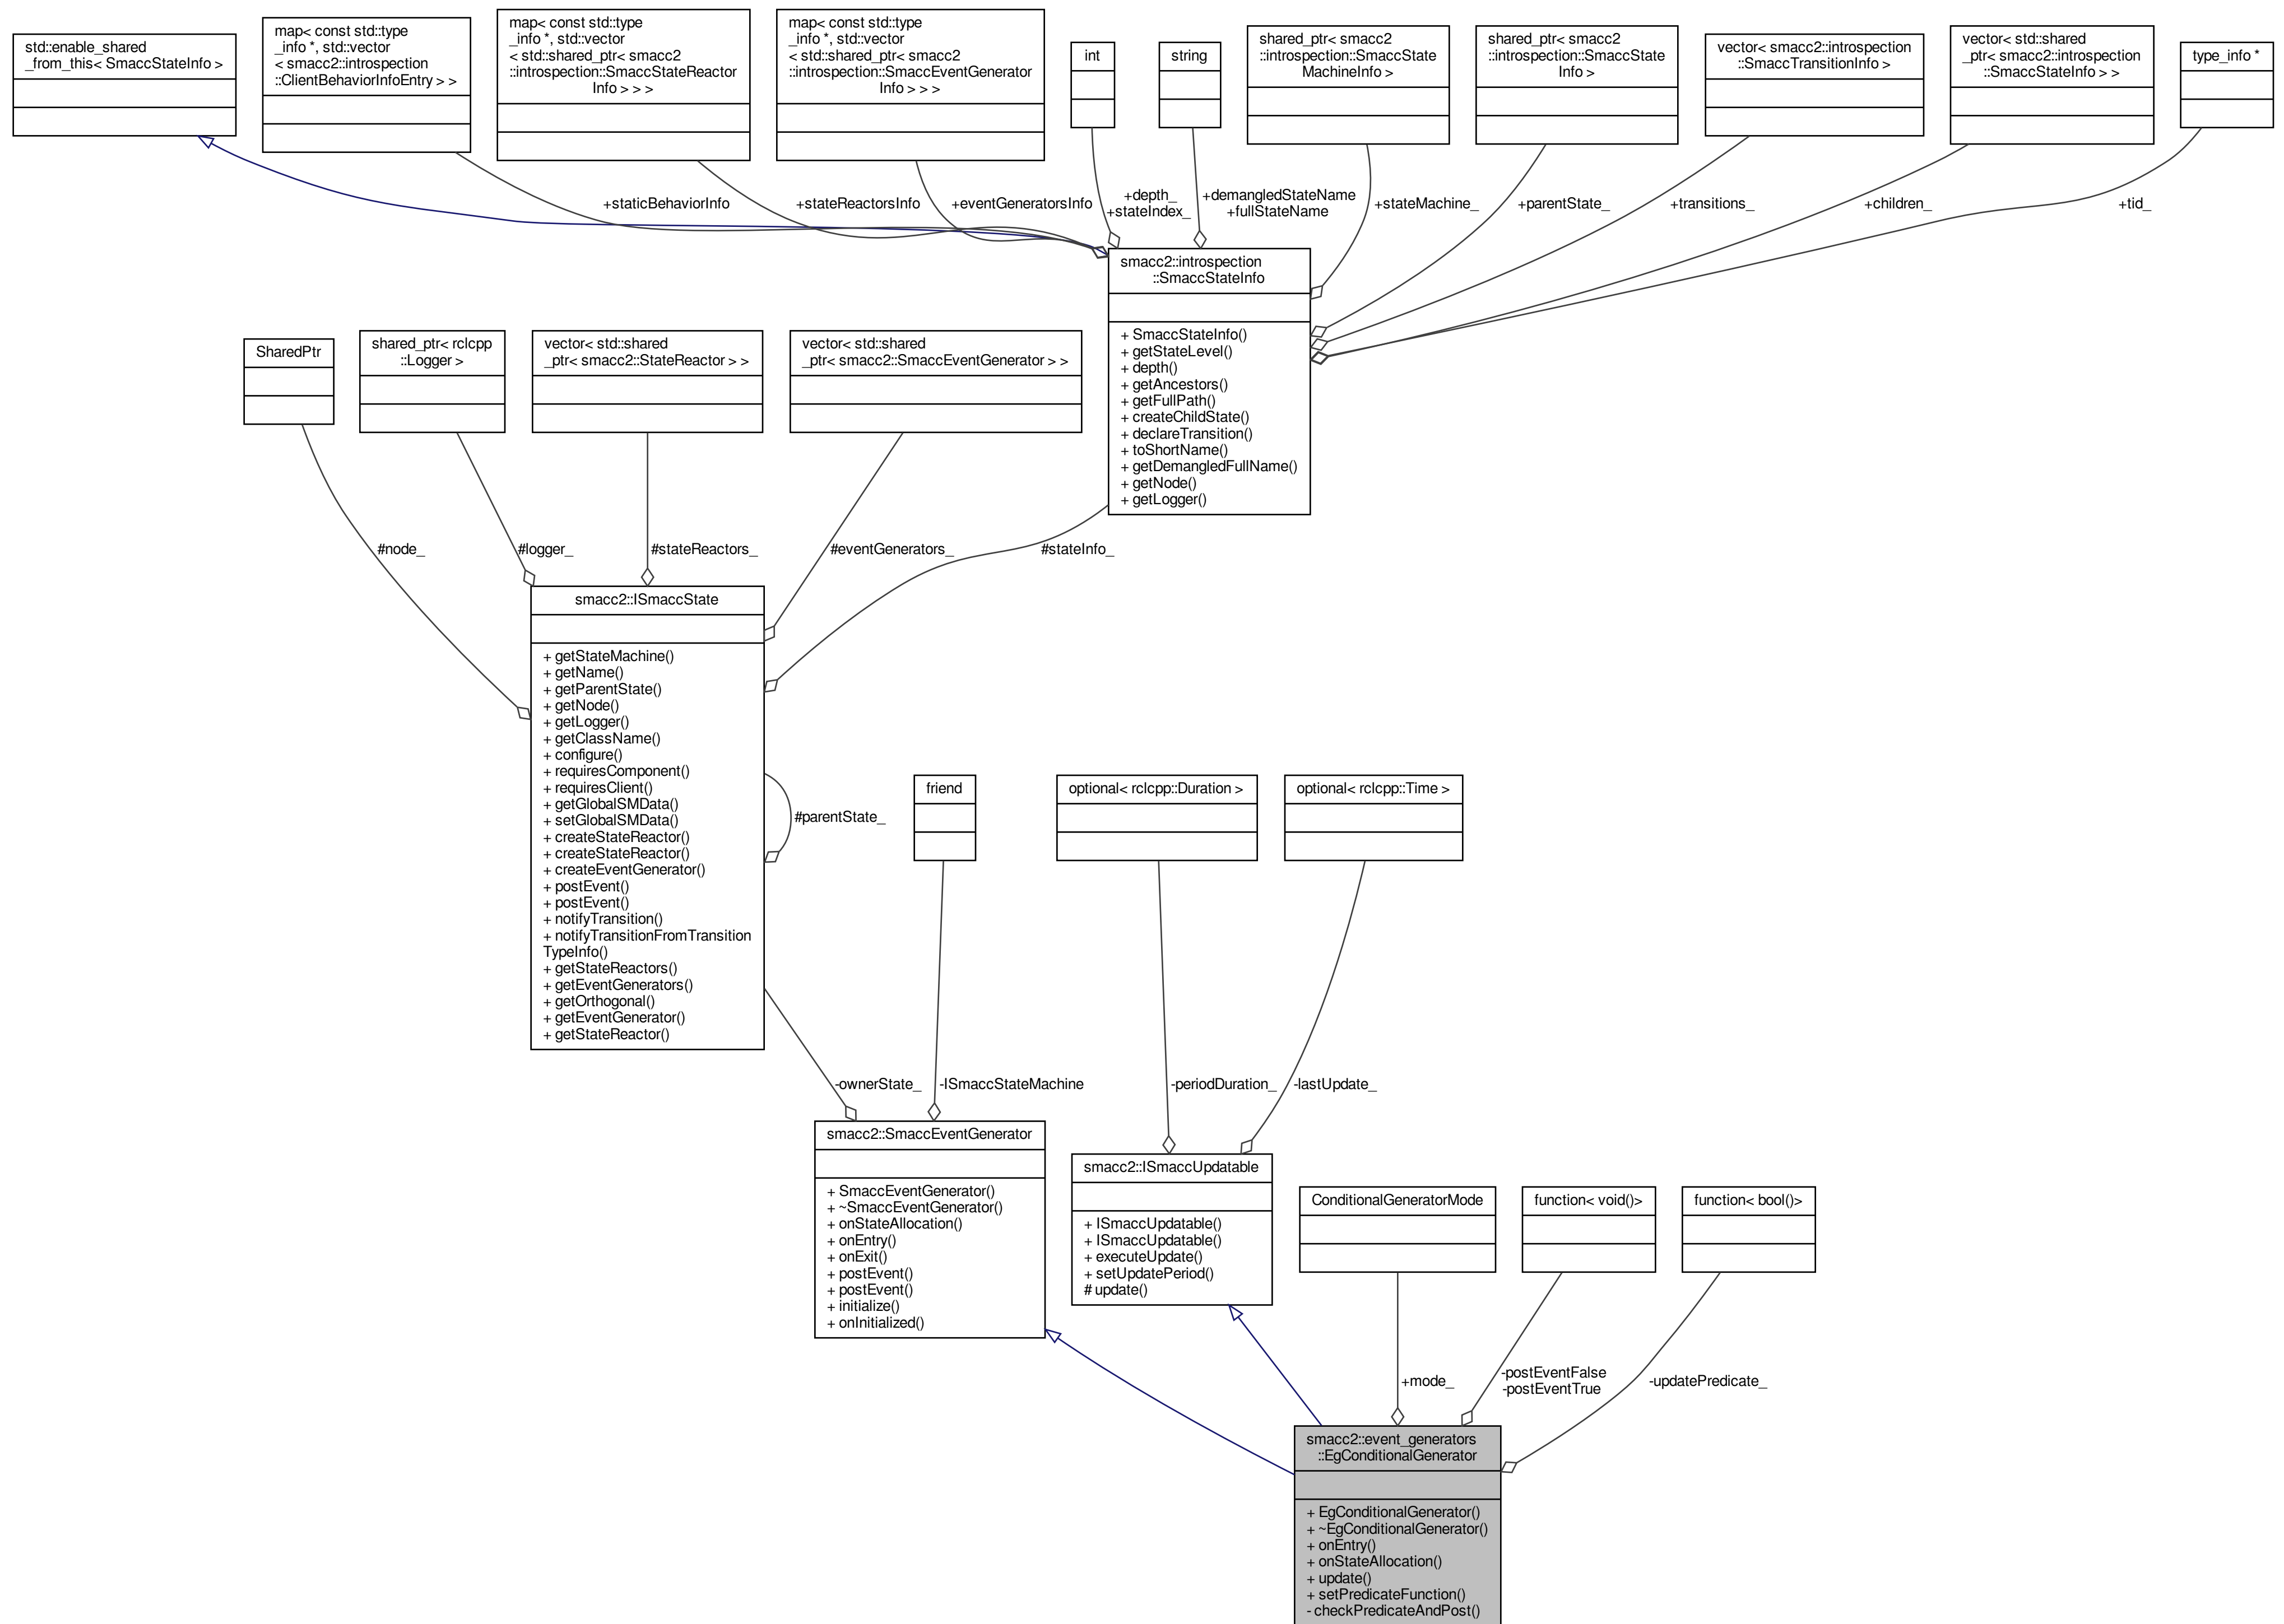 std::enable_shared
_from_this< SmaccStateInfo >
map< const std::type
_info *, std::vector
< smacc2::introspection
::ClientBehaviorInfoEntry > >
map< const std::type
_info *, std::vector
< std::shared_ptr< smacc2
::introspection::SmaccStateReactor
Info > > >
map< const std::type
_info *, std::vector
< std::shared_ptr< smacc2
::introspection::SmaccEventGenerator
Info > > >
int
string
shared_ptr< smacc2
::introspection::SmaccState
MachineInfo >
shared_ptr< smacc2
::introspection::SmaccState
Info >
vector< smacc2::introspection
::SmaccTransitionInfo >
vector< std::shared
_ptr< smacc2::introspection
::SmaccStateInfo > >
type_info *
+staticBehaviorInfo
+stateReactorsInfo
+eventGeneratorsInfo
+depth_
+stateIndex_
+demangledStateName
+fullStateName
+stateMachine_
+parentState_
+transitions_
+children_
+tid_
smacc2::introspection
::SmaccStateInfo
+ SmaccStateInfo()
+ getStateLevel()
+ depth()
+ getAncestors()
+ getFullPath()
+ createChildState()
+ declareTransition()
+ toShortName()
+ getDemangledFullName()
+ getNode()
+ getLogger()
SharedPtr
shared_ptr< rclcpp
::Logger >
vector< std::shared
_ptr< smacc2::StateReactor > >
vector< std::shared
_ptr< smacc2::SmaccEventGenerator > >
#node_
#logger_
#stateReactors_
#eventGenerators_
#stateInfo_
smacc2::ISmaccState
+ getStateMachine()
+ getName()
+ getParentState()
+ getNode()
+ getLogger()
+ getClassName()
+ configure()
+ requiresComponent()
+ requiresClient()
+ getGlobalSMData()
+ setGlobalSMData()
+ createStateReactor()
+ createStateReactor()
+ createEventGenerator()
+ postEvent()
+ postEvent()
+ notifyTransition()
+ notifyTransitionFromTransition
TypeInfo()
+ getStateReactors()
+ getEventGenerators()
+ getOrthogonal()
+ getEventGenerator()
+ getStateReactor()
#parentState_
friend
optional< rclcpp::Duration >
optional< rclcpp::Time >
-ownerState_
-ISmaccStateMachine
-periodDuration_
-lastUpdate_
smacc2::SmaccEventGenerator
+ SmaccEventGenerator()
+ ~SmaccEventGenerator()
+ onStateAllocation()
+ onEntry()
+ onExit()
+ postEvent()
+ postEvent()
+ initialize()
+ onInitialized()
smacc2::ISmaccUpdatable
+ ISmaccUpdatable()
+ ISmaccUpdatable()
+ executeUpdate()
+ setUpdatePeriod()
# update()
ConditionalGeneratorMode
function< void()>
function< bool()>
+mode_
-postEventFalse
-postEventTrue
-updatePredicate_
smacc2::event_generators
::EgConditionalGenerator
+ EgConditionalGenerator()
+ ~EgConditionalGenerator()
+ onEntry()
+ onStateAllocation()
+ update()
+ setPredicateFunction()
- checkPredicateAndPost()